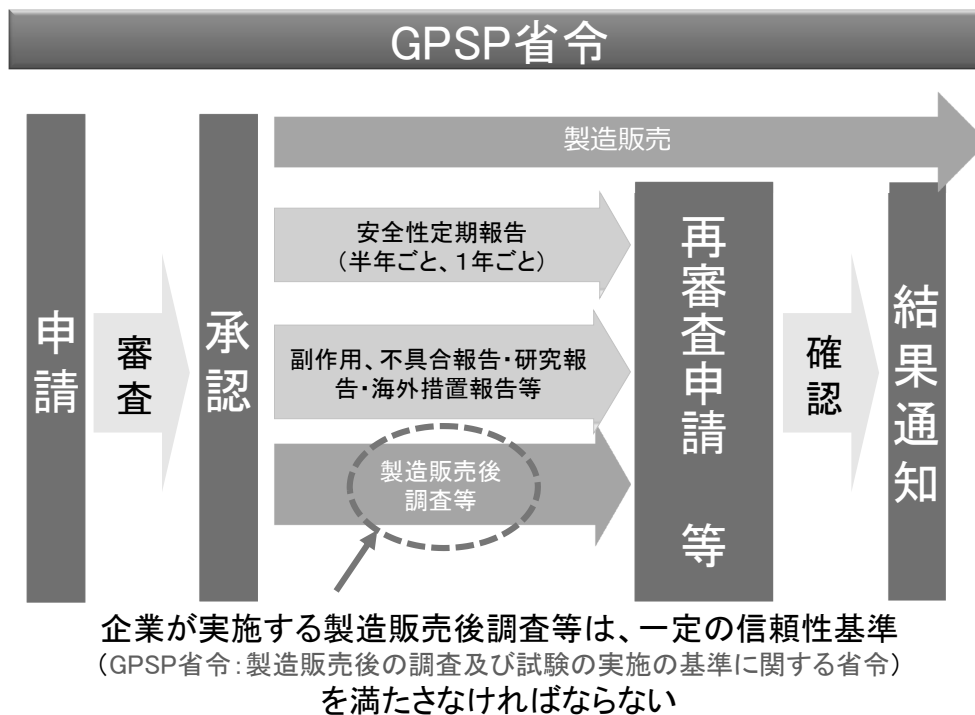 GPSP省令
製造販売
安全性定期報告
(半年ごと、1年ごと)
申請
審査
承認
副作用、不具合報告・研究報
告・海外措置報告等
製造販売後
調査等
再審査申請 等
確認
結果通知
企業が実施する製造販売後調査等は、一定の信頼性基準
(GPSP省令:製造販売後の調査及び試験の実施の基準に関する省令)
を満たさなければならない